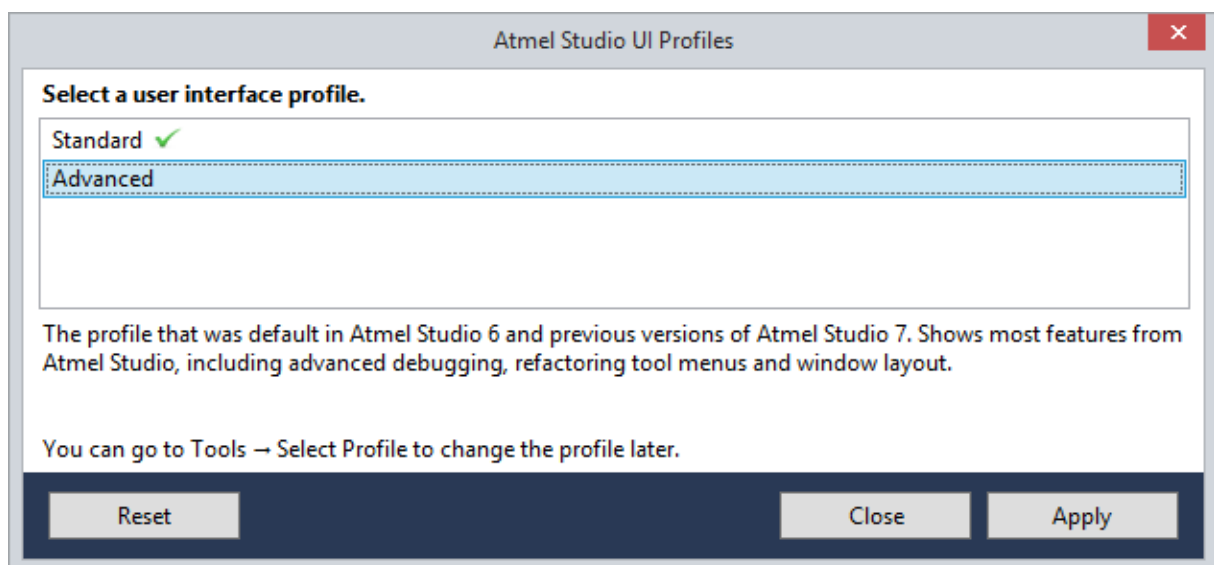 Atmel Studio UI Profiles
Select a user interface profile.
Standard
Advanced
The profile that was default in Atmel Studio 6 and previous versions of Atmel Studio 7. Shows most features from
Atmel Studio, including advanced debugging, refactoring tool menus and window layout.
You can go to Tools → Select Profile to change the profile later.
Reset Close Apply